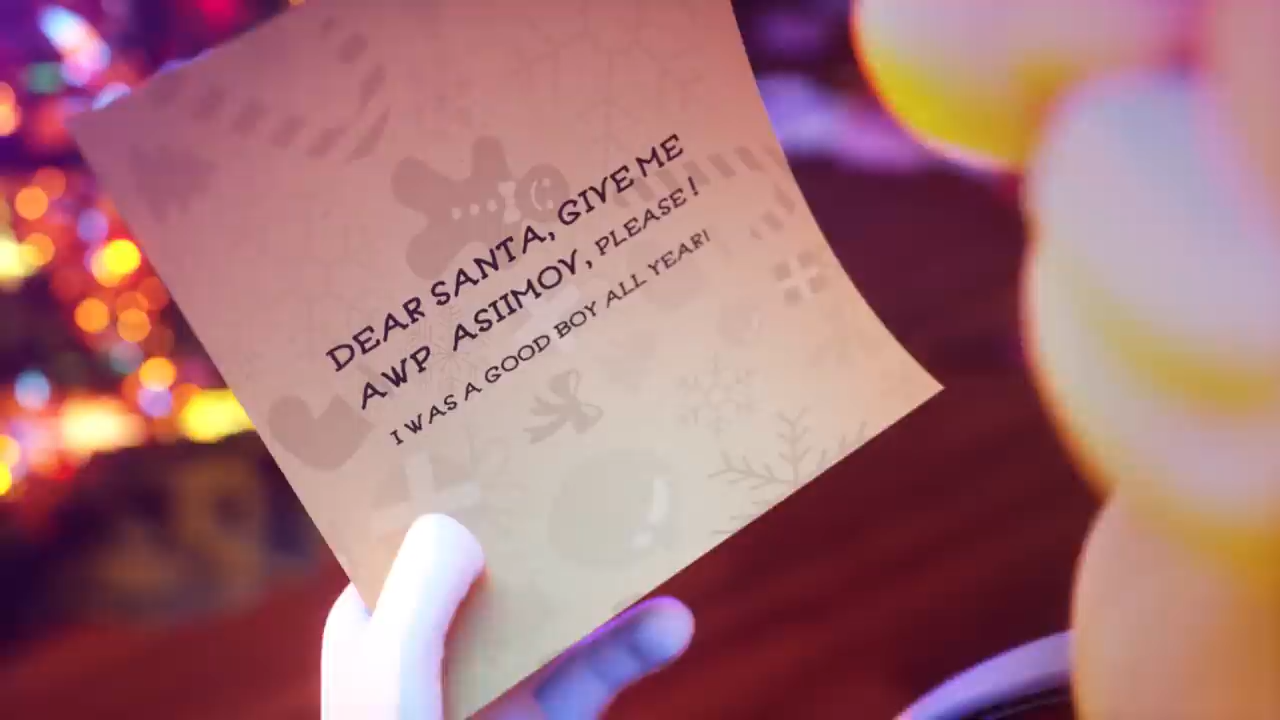 DEAR SANTA, GIVE ME
AWP ASIIMOV, PLEASE!
I WAS A GOOD BOY ALL YEAR!